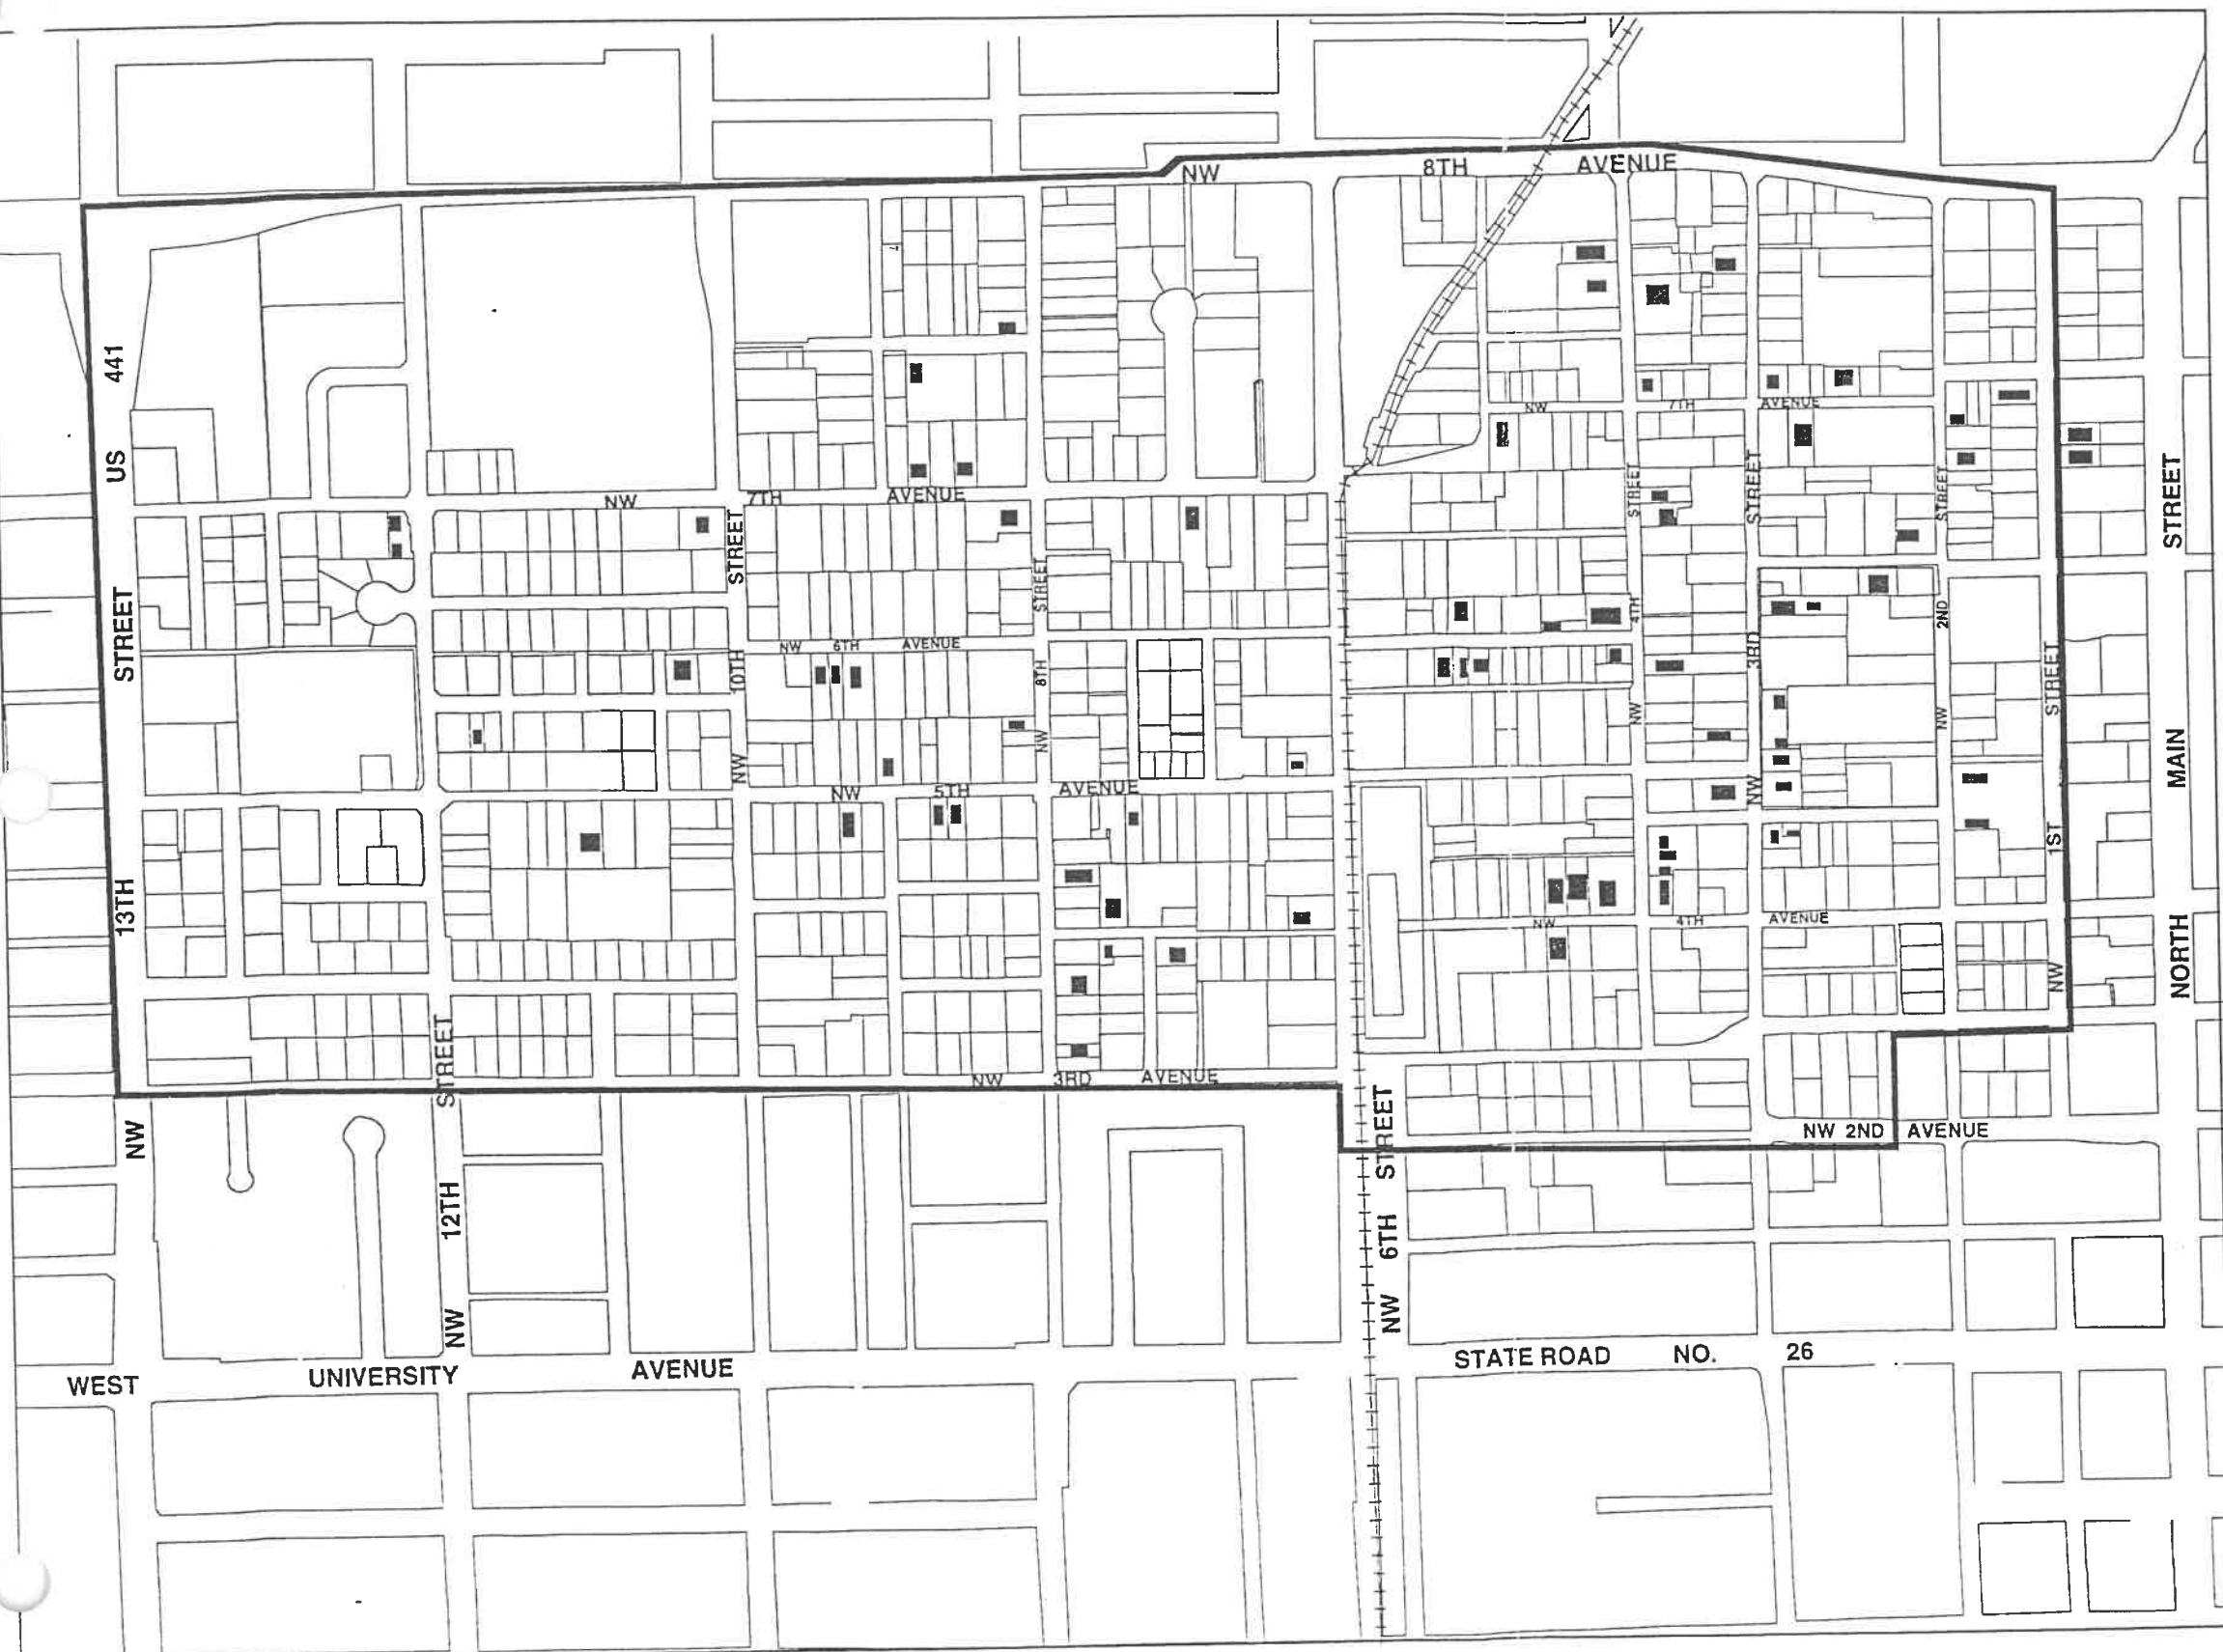 NW 8TH AVENUE
US 441
NW 7TH AVENUE
NW 7TH AVENUE
STREET
STREET
STREET
STREET
STREET
STREET
STREET
NW 6TH AVENUE
4TH
2ND
10TH
8TH
3RD
STREET
NW
NW
NW
NW
NW
MAIN
NW 5TH AVENUE
1ST
13TH
NW 4TH AVENUE
NORTH
NW
STREET
NW 3RD AVENUE
NW
STREET
NW 2ND AVENUE
12TH
6TH
NW
NW
STATE ROAD NO. 26
WEST UNIVERSITY AVENUE